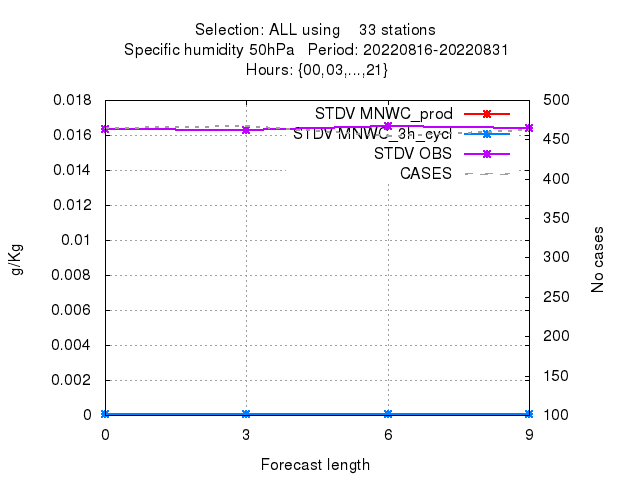 Selection: ALL using 33 stations
Specific humidity 50hPa Period: 20220816-20220831
Hours: {00,03,...,21}
0.018 500
STDV MNWC_prod
0.016 STDV MNWC_3h_cycl 450
STDV OBS
0.014 CASES 400
0.012 350
0.01 300
0.008 250
0.006 200
0.004 150
0.002 100
0
g/Kg
No cases
0 3 6 9
Forecast length